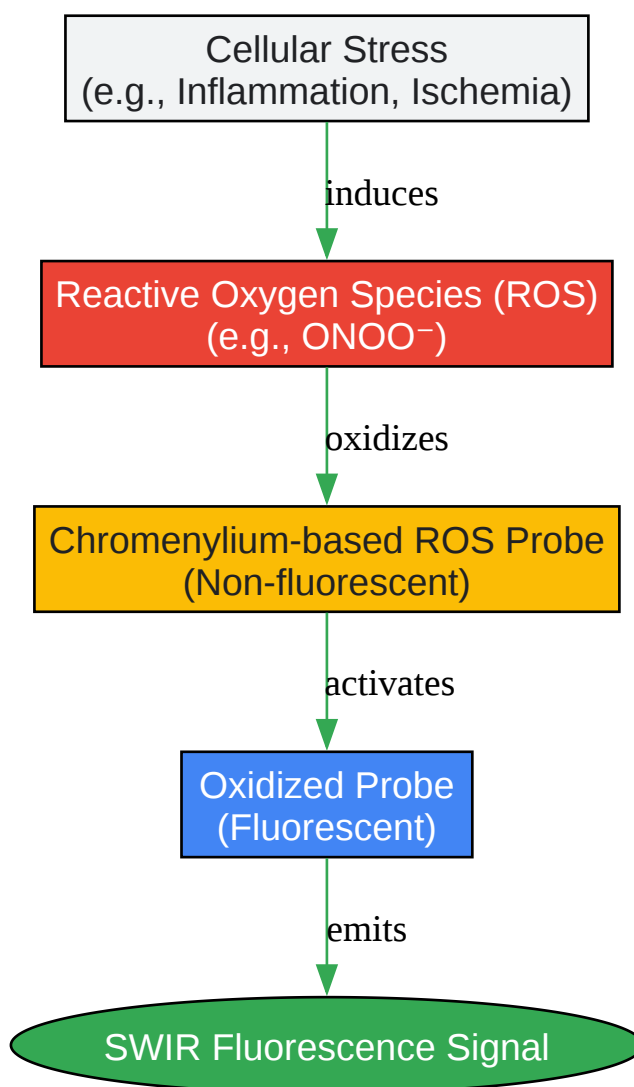 Cellular Stress
(e.g., Inflammation, Ischemia)
induces
Reactive Oxygen Species (ROS)
(e.g., ONOO⁻)
oxidizes
Chromenylium-based ROS Probe
(Non-fluorescent)
activates
Oxidized Probe
(Fluorescent)
emits
SWIR Fluorescence Signal